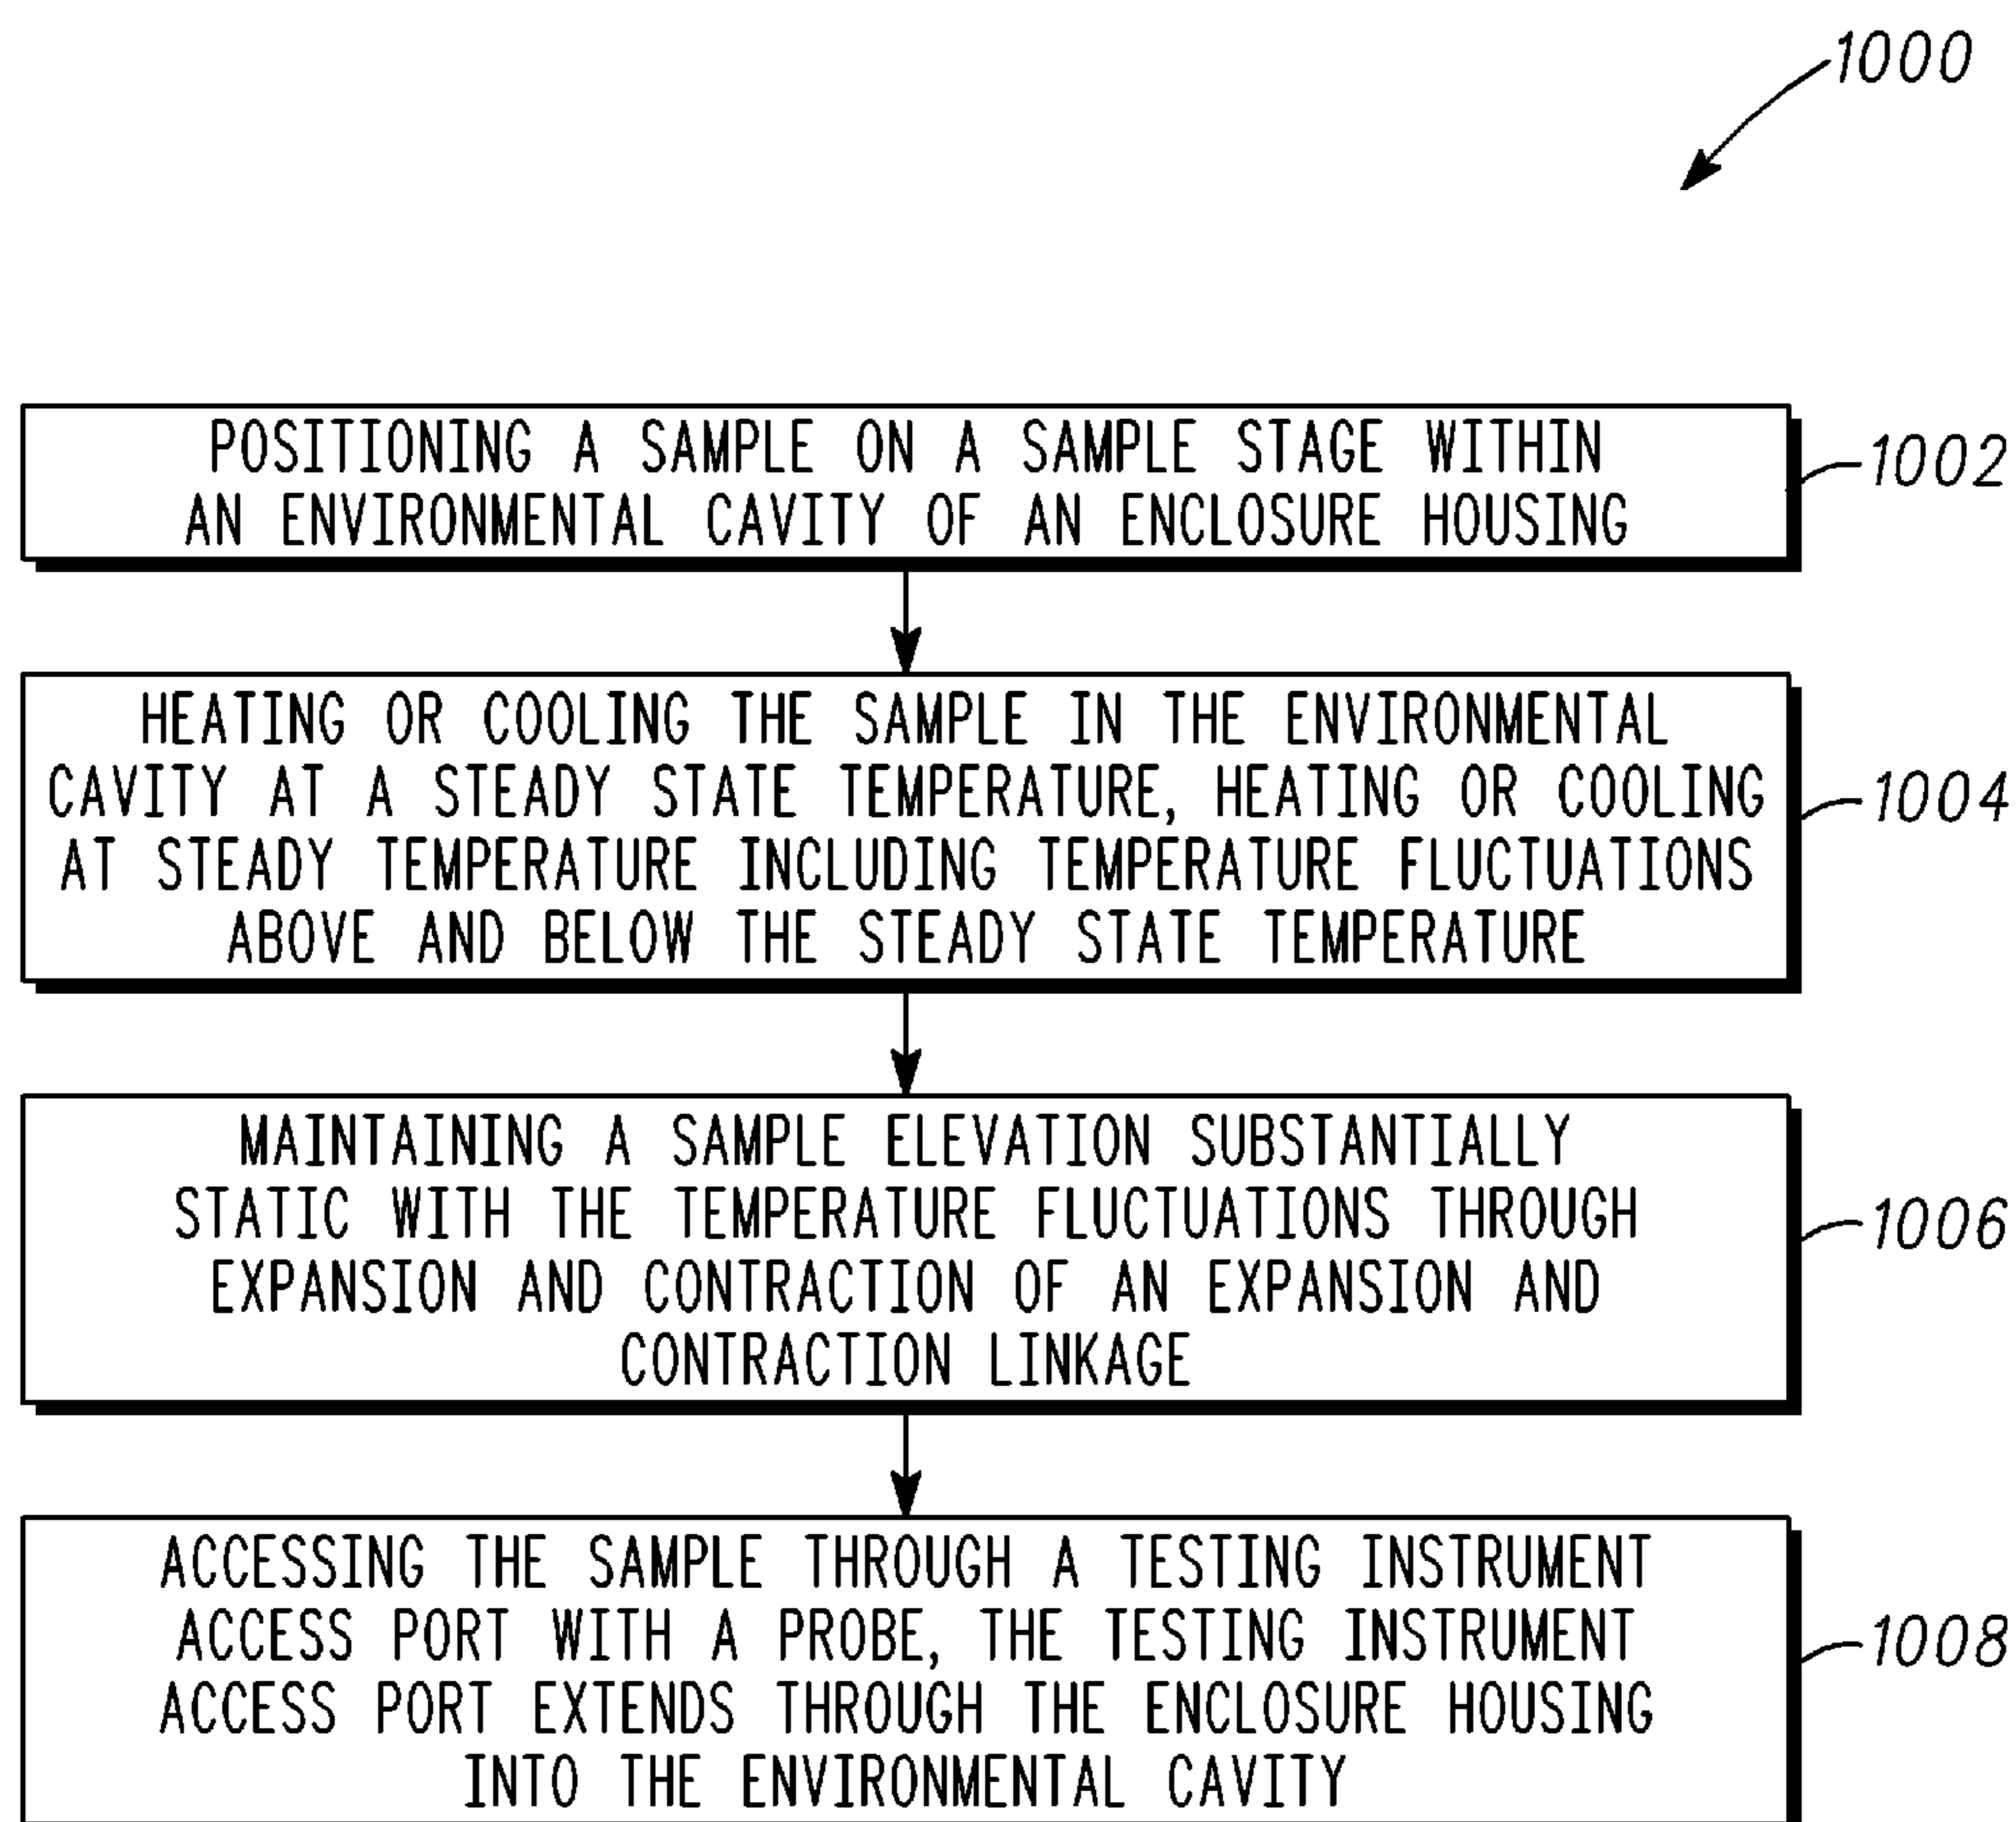 1000
POSITIONING A SAMPLE ON A SAMPLE STAGE WITHIN
AN ENVIRONMENTAL CAVITY OF AN ENCLOSURE HOUSING
1002
HEATING OR COOLING THE SAMPLE IN THE ENVIRONMENTAL
CAVITY AT A STEADY STATE TEMPERATURE, HEATING OR COOLING
AT STEADY TEMPERATURE INCLUDING TEMPERATURE FLUCTUATIONS
ABOVE AND BELOW THE STEADY STATE TEMPERATURE
1004
MAINTAINING A SAMPLE ELEVATION SUBSTANTIALLY
STATIC WITH THE TEMPERATURE FLUCTUATIONS THROUGH
EXPANSION AND CONTRACTION OF AN EXPANSION AND
CONTRACTION LINKAGE
1006
ACCESSING THE SAMPLE THROUGH A TESTING INSTRUMENT
ACCESS PORT WITH A PROBE, THE TESTING INSTRUMENT
ACCESS PORT EXTENDS THROUGH THE ENCLOSURE HOUSING
INTO THE ENVIRONMENTAL CAVITY
1008